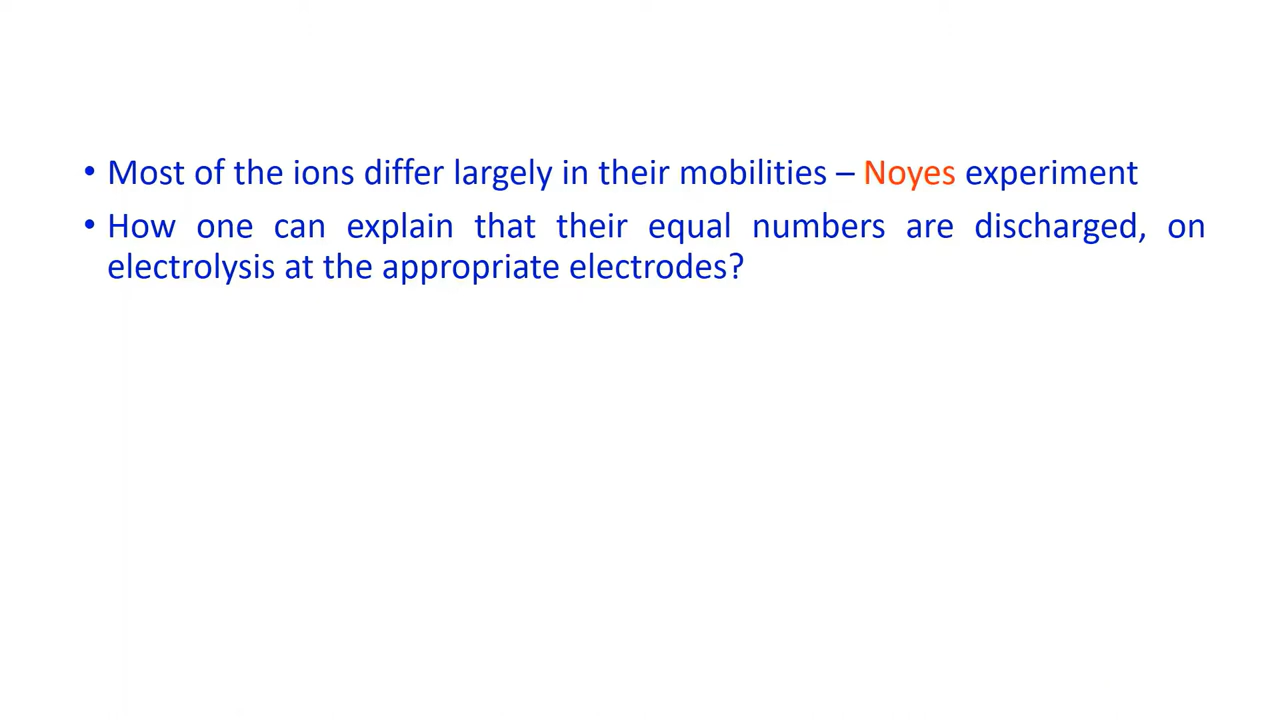 • Most of the ions differ largely in their mobilities – Noyes experiment
• How one can explain that their equal numbers are discharged, on
electrolysis at the appropriate electrodes?